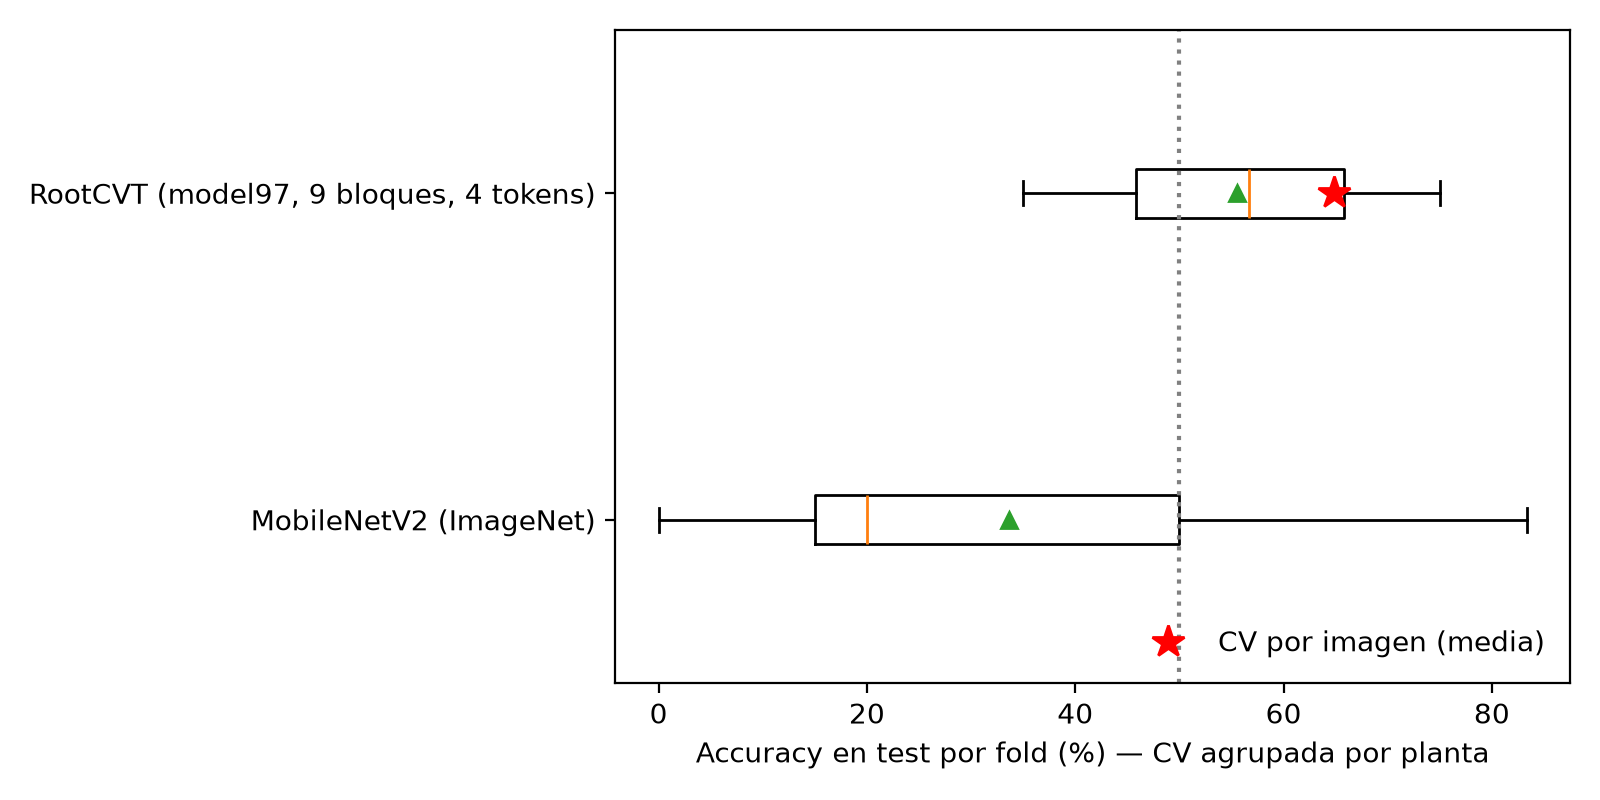 RootCVT (model97, 9 bloques, 4 tokens)
MobileNetV2 (ImageNet)
CV por imagen (media)
0 20 40 60 80
Accuracy en test por fold (%) — CV agrupada por planta